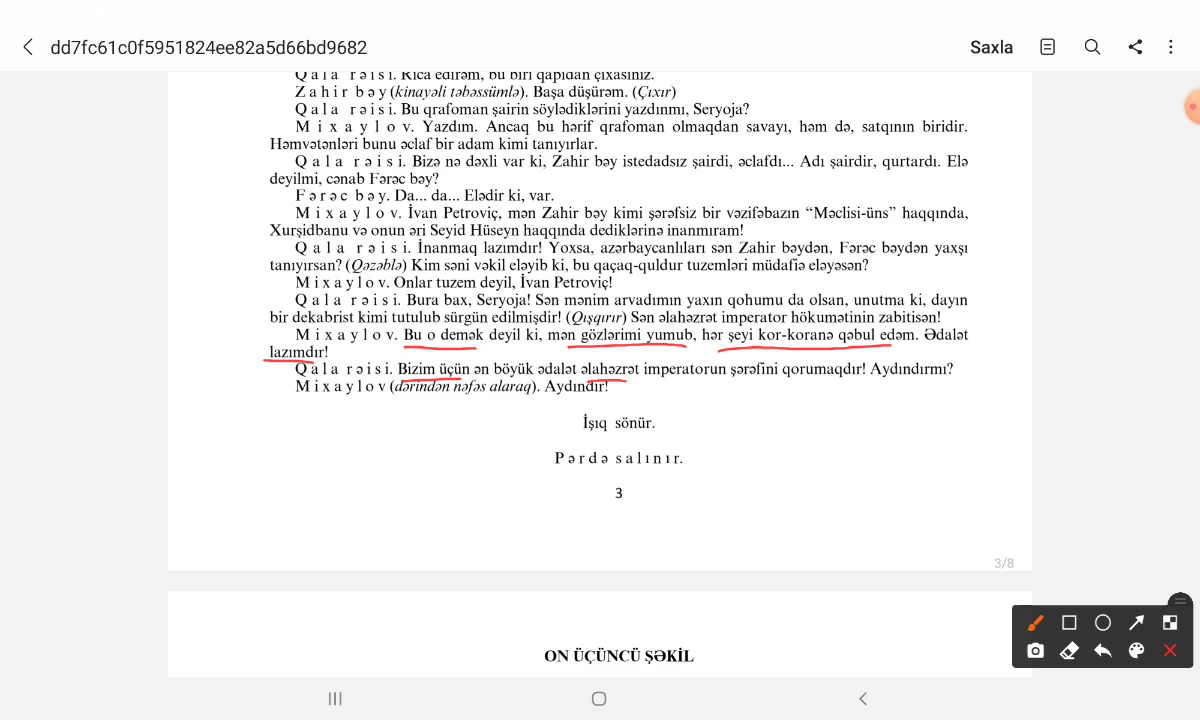 dd7fc61c0f5951824ee82a5d66bd9682
Saxla
Q a l a r ə i s i. Rica edirəm, bu biri qapıdan çıxasınız.
Z a h i r b ə y (kinayəli təbəssümlə). Başa düşürəm. (Çıxır)
Q a l a r ə i s i. Bu qrafoman şairin söylədiklərini yazdınmı, Seryoja?
M i x a y l o v. Yazdım. Ancaq bu hərif qrafoman olmaqdan savayı, həm də, satqının biridir.
Həmvətənləri bunu əclaf bir adam kimi tanıyırlar.
Q a l a r ə i s i. Bizə nə dəxli var ki, Zahir bəy istedadsız şairdi, əclafdı... Adı şairdir, qurtardı. Elə
deyilmi, cənab Fərəc bəy?
F ə r ə c b ə y. Da... da... Elədir ki, var.
M i x a y l o v. İvan Petroviç, mən Zahir bəy kimi şərəfsiz bir vəzifəbazın “Məclisi-üns” haqqında,
Xurşidbanu və onun əri Seyid Hüseyn haqqında dediklərinə inanmıram!
Q a l a r ə i s i. İnanmaq lazımdır! Yoxsa, azərbaycanlıları sən Zahir bəydən, Fərəc bəydən yaxşı
tanıyırsan? (Qəzəblə) Kim səni vəkil eləyib ki, bu qaçaq-quldur tuzemləri müdafiə eləyəsən?
M i x a y l o v. Onlar tuzem deyil, İvan Petroviç!
Q a l a r ə i s i. Bura bax, Seryoja! Sən mənim arvadımın yaxın qohumu da olsan, unutma ki, dayın
bir dekabrist kimi tutulub sürgün edilmişdir! (Qışqırır) Sən əlahəzrət imperator hökumətinin zabitisən!
M i x a y l o v. Bu o demək deyil ki, mən gözlərimi yumub, hər şeyi kor-koranə qəbul edəm. Ədalət
lazımdır!
Q a l a r ə i s i. Bizim üçün ən böyük ədalət əlahəzrət imperatorun şərəfini qorumaqdır! Aydındırmı?
M i x a y l o v (dərindən nəfəs alaraq). Aydındır!
İşıq sönür.
P ə r d ə s a l ı n ı r.
3
3/8
ON ÜÇÜNCÜ ŞƏKİL